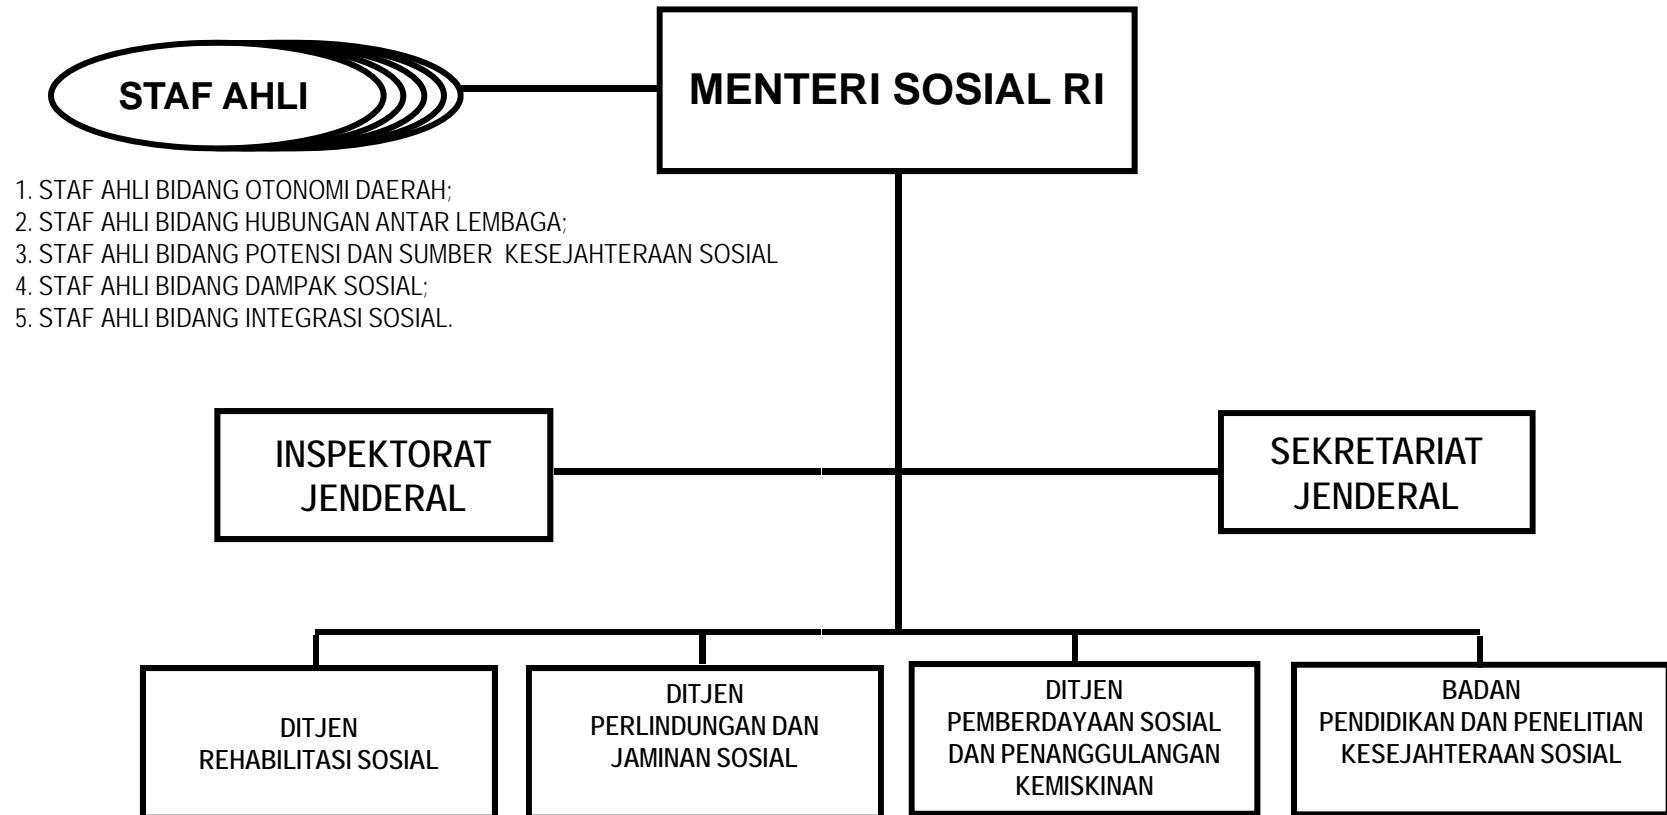 STAF AHLI
MENTERI SOSIAL RI
1. STAF AHLI BIDANG OTONOMI DAERAH;
2. STAF AHLI BIDANG HUBUNGAN ANTAR LEMBAGA;
3. STAF AHLI BIDANG POTENSI DAN SUMBER KESEJAHTERAAN SOSIAL
4. STAF AHLI BIDANG DAMPAK SOSIAL;
5. STAF AHLI BIDANG INTEGRASI SOSIAL.
INSPEKTORAT
JENDERAL
SEKRETARIAT
JENDERAL
DITJEN
REHABILITASI SOSIAL
DITJEN
PERLINDUNGAN DAN
JAMINAN SOSIAL
DITJEN
PEMBERDAYAAN SOSIAL
DAN PENANGGULANGAN
KEMISKINAN
BADAN
PENDIDIKAN DAN PENELITIAN
KESEJAHTERAAN SOSIAL